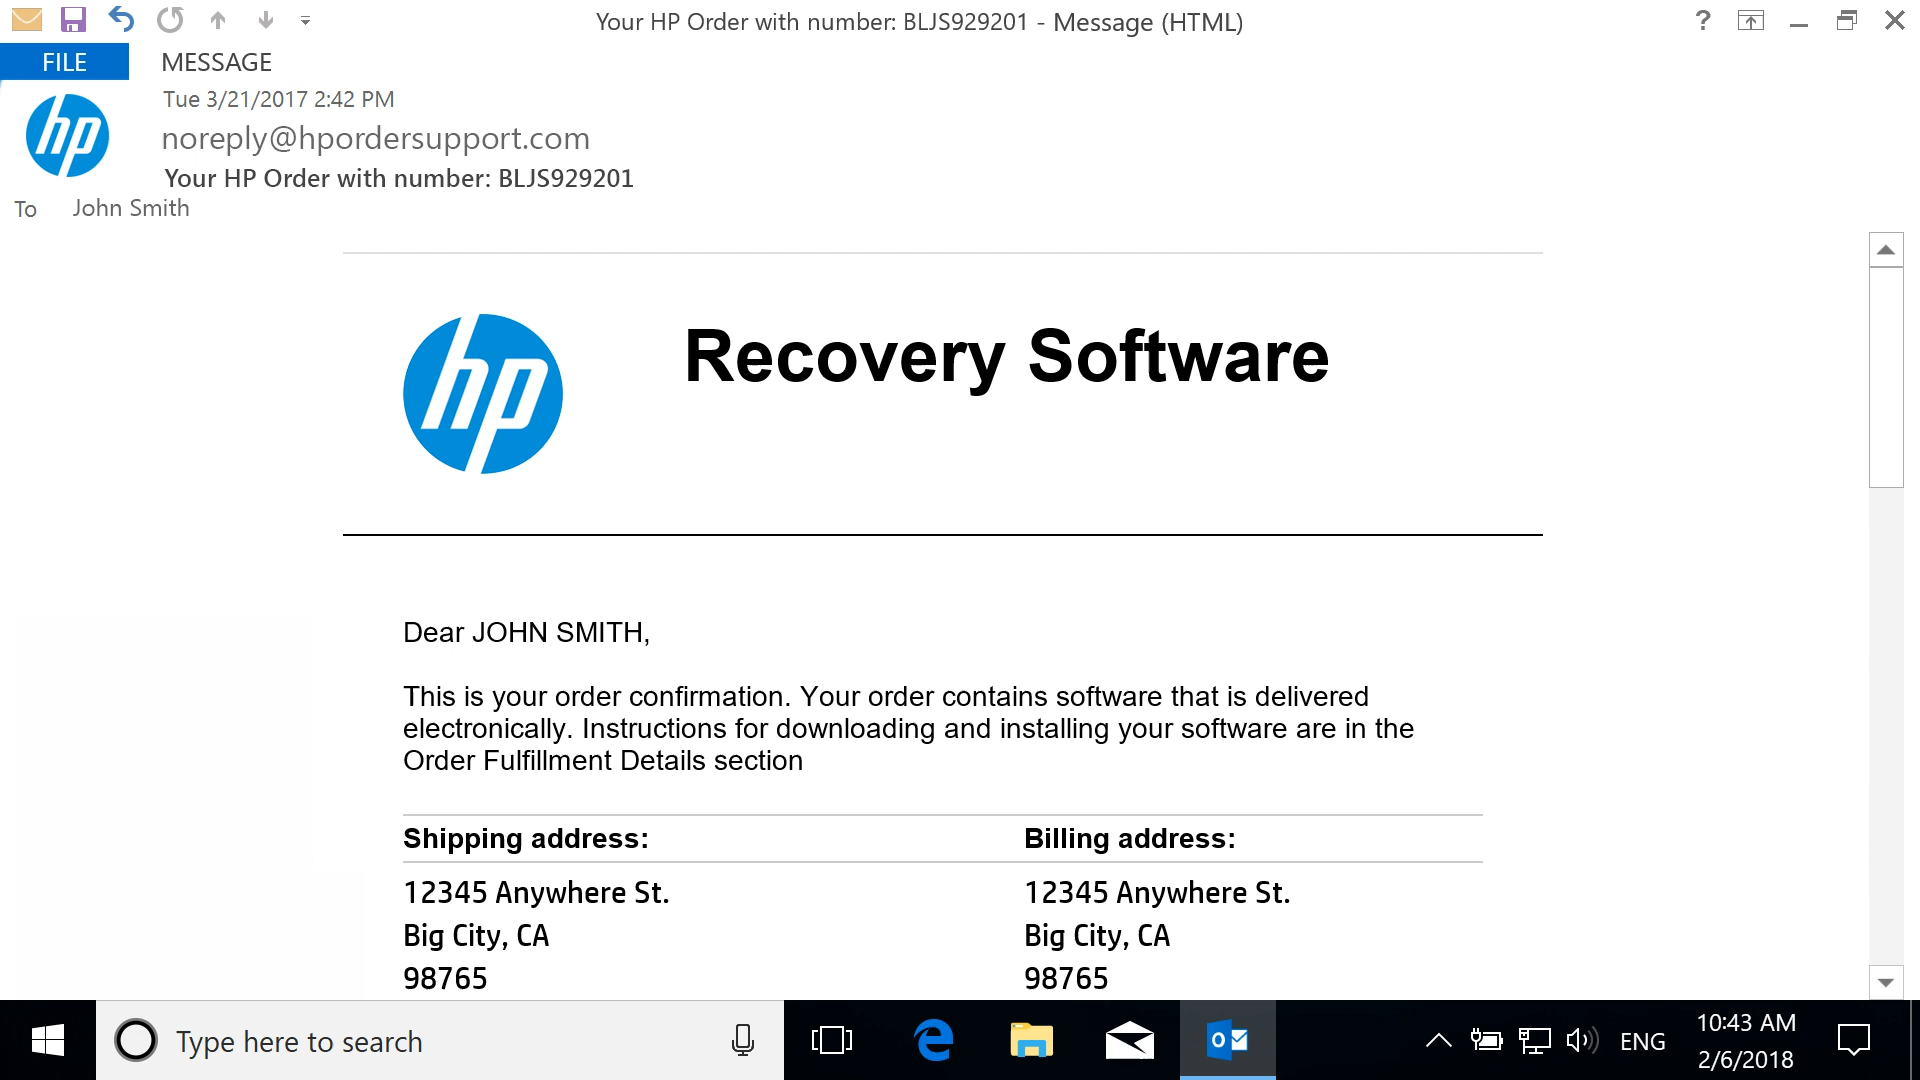 Your HP Order with number: BLJS929201 - Message (HTML)
?
FILE
MESSAGE
Tue 3/21/2017 2:42 PM
hp
noreply@hpordersupport.com
Your HP Order with number: BLJS929201
To John Smith
hp
Recovery Software
Dear JOHN SMITH,
This is your order confirmation. Your order contains software that is delivered
electronically. Instructions for downloading and installing your software are in the
Order Fulfillment Details section
Shipping address: Billing address:
12345 Anywhere St. 12345 Anywhere St.
Big City, CA Big City, CA
98765 98765
Type here to search
ENG
10:43 AM
2/6/2018